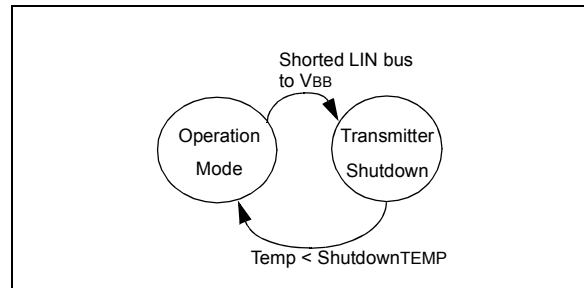 Shorted LIN bus
to VBB
Operation
Mode
Transmitter
Shutdown
Temp < ShutdownTEMP